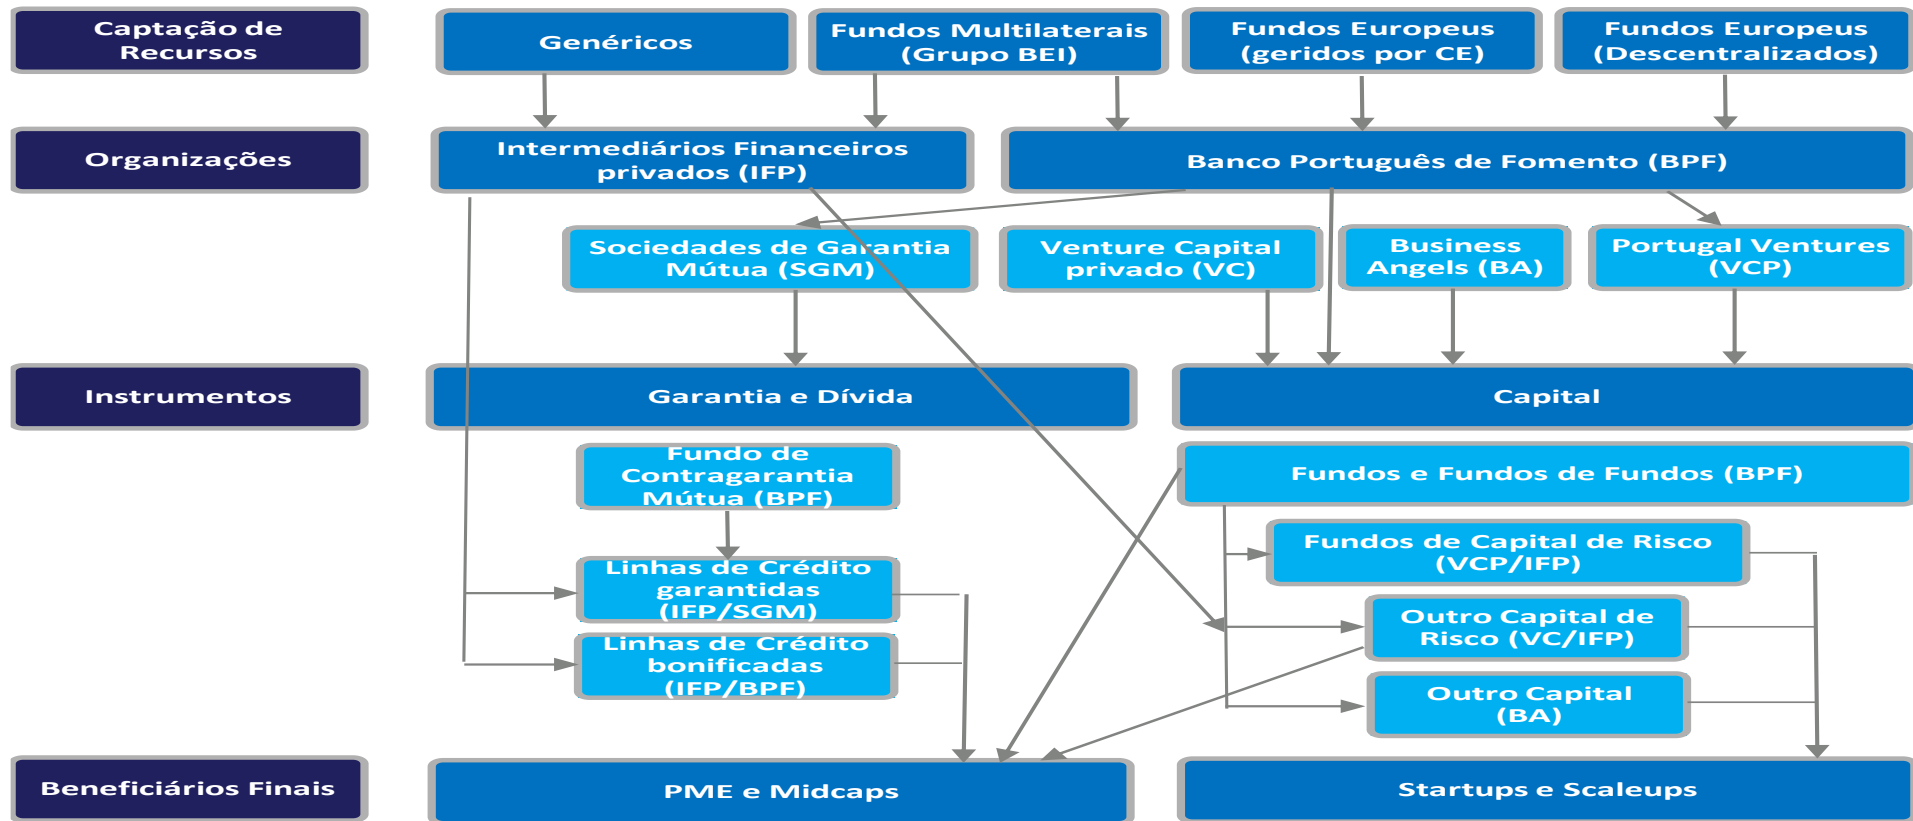 Captação de
Recursos
Genéricos
Fundos Multilaterais
(Grupo BEI)
Fundos Europeus
(geridos por CE)
Fundos Europeus
(Descentralizados)
Organizações
Intermediários Financeiros
privados (IFP)
Banco Português de Fomento (BPF)
Sociedades de Garantia
Mútua (SGM)
Venture Capital
privado (VC)
Business
Angels (BA)
Portugal Ventures
(VCP)
Instrumentos
Garantia e Dívida
Capital
Fundo de
Contragarantia
Mútua (BPF)
Fundos e Fundos de Fundos (BPF)
Linhas de Crédito
garantidas
(IFP/SGM)
Fundos de Capital de Risco
(VCP/IFP)
Linhas de Crédito
bonificadas
(IFP/BPF)
Outro Capital de
Risco (VC/IFP)
Outro Capital
(BA)
Beneficiários Finais
PME e Midcaps
Startups e Scaleups